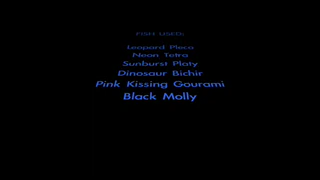 FISH USED:
Leopard Pleco
Neon Tetra
Sunburst Platy
Dinosaur Bichir
Pink Kissing Gourami
Black Molly